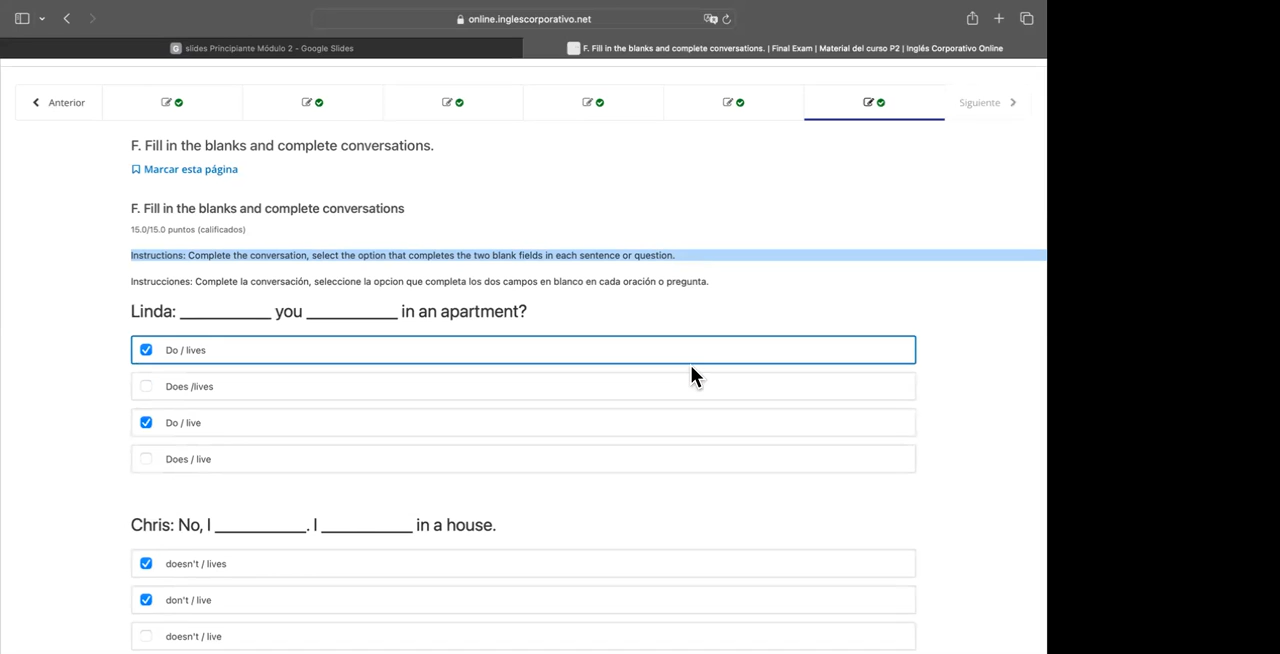 online.inglescorporativo.net
G slides Principiante Módulo 2 - Google Slides
F. Fill in the blanks and complete conversations. | Final Exam | Material del curso P2 | Inglés Corporativo Online
Anterior
Siguiente
F. Fill in the blanks and complete conversations.
Marcar esta página
F. Fill in the blanks and complete conversations
15.0/15.0 puntos (calificados)
Instructions: Complete the conversation, select the option that completes the two blank fields in each sentence or question.
Instrucciones: Complete la conversación, seleccione la opcion que completa los dos campos en blanco en cada oración o pregunta.
Linda: __________ you __________ in an apartment?
Do / lives
Does /lives
Do / live
Does / live
Chris: No, I __________. I __________ in a house.
doesn't / lives
don't / live
doesn't / live